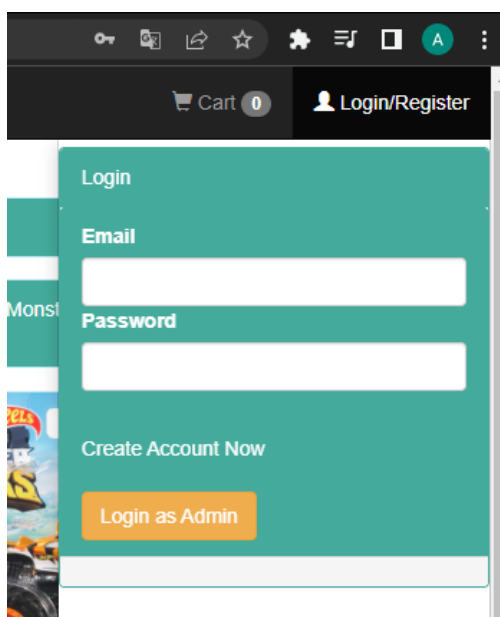 A
Cart 0
Login/Register
Login
Email
Monst
Password
Create Account Now
Login as Admin